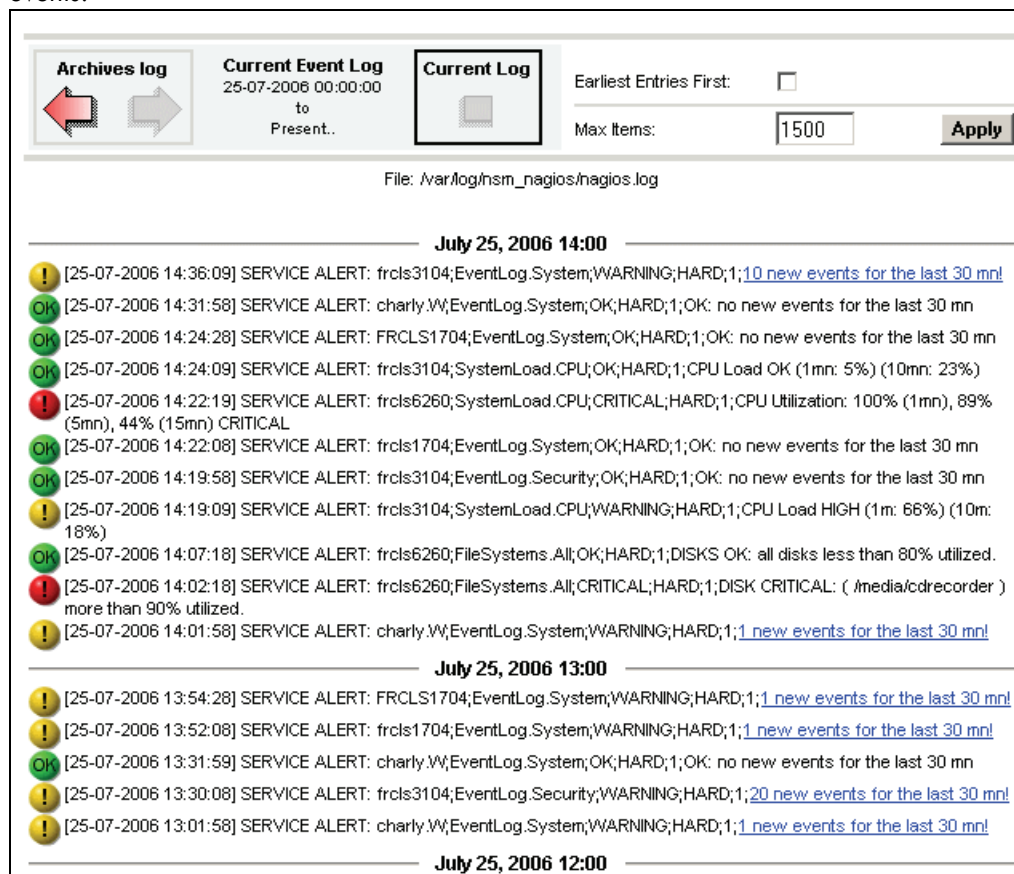 events.
Archives log
Current Event Log
25-07-2006 00:00:00
to
Present..
Current Log
Earliest Entries First:
Max Items:
1500
Apply
File: /var/log/nsm_nagios/nagios.log
July 25, 2006 14:00
! [25-07-2006 14:36:09] SERVICE ALERT: frcls3104;EventLog.System;WARNING;HARD;1;10 new events for the last 30 mn!
OK [25-07-2006 14:31:58] SERVICE ALERT: charly.W;EventLog.System;OK;HARD;1;OK: no new events for the last 30 mn
OK [25-07-2006 14:24:28] SERVICE ALERT: FRCLS1704;EventLog.System;OK;HARD;1;OK: no new events for the last 30 mn
OK [25-07-2006 14:24:09] SERVICE ALERT: frcls3104;SystemLoad.CPU;OK;HARD;1;CPU Load OK (1mn: 5%) (10mn: 23%)
! [25-07-2006 14:22:19] SERVICE ALERT: frcls6260;SystemLoad.CPU;CRITICAL;HARD;1;CPU Utilization: 100% (1mn), 89%
(5mn), 44% (15mn) CRITICAL
OK [25-07-2006 14:22:08] SERVICE ALERT: frcls1704;EventLog.System;OK;HARD;1;OK: no new events for the last 30 mn
OK [25-07-2006 14:19:58] SERVICE ALERT: frcls3104;EventLog.Security;OK;HARD;1;OK: no new events for the last 30 mn
! [25-07-2006 14:19:09] SERVICE ALERT: frcls3104;SystemLoad.CPU;WARNING;HARD;1;CPU Load HIGH (1m: 66%) (10m:
18%)
OK [25-07-2006 14:07:18] SERVICE ALERT: frcls6260;FileSystems.All;OK;HARD;1;DISKS OK: all disks less than 80% utilized.
! [25-07-2006 14:02:18] SERVICE ALERT: frcls6260;FileSystems.All;CRITICAL;HARD;1;DISK CRITICAL: ( /media/cdrecorder )
more than 90% utilized.
! [25-07-2006 14:01:58] SERVICE ALERT: charly.W;EventLog.System;WARNING;HARD;1;1 new events for the last 30 mn!
July 25, 2006 13:00
! [25-07-2006 13:54:28] SERVICE ALERT: FRCLS1704;EventLog.System;WARNING;HARD;1;1 new events for the last 30 mn!
! [25-07-2006 13:52:08] SERVICE ALERT: frcls1704;EventLog.System;WARNING;HARD;1;1 new events for the last 30 mn!
OK [25-07-2006 13:31:59] SERVICE ALERT: charly.W;EventLog.System;OK;HARD;1;OK: no new events for the last 30 mn
! [25-07-2006 13:30:08] SERVICE ALERT: frcls3104;EventLog.Security;WARNING;HARD;1;20 new events for the last 30 mn!
! [25-07-2006 13:01:58] SERVICE ALERT: charly.W;EventLog.System;WARNING;HARD;1;1 new events for the last 30 mn!
July 25, 2006 12:00